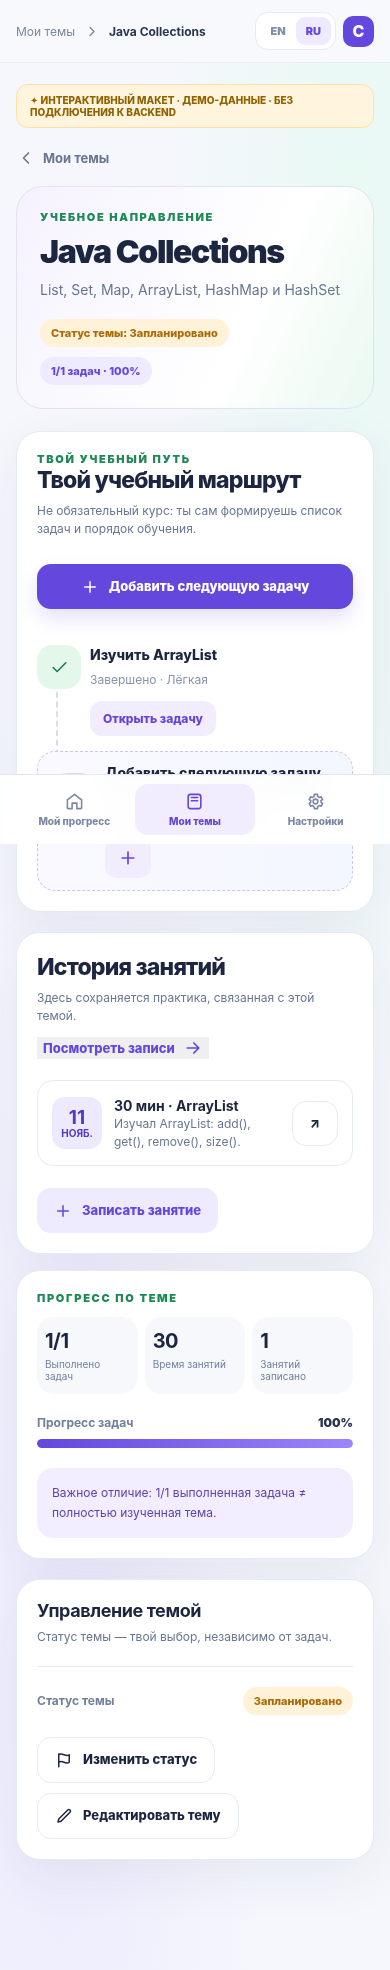 Мои темы > Java Collections EN RU C
✦ ИНТЕРАКТИВНЫЙ МАКЕТ · ДЕМО-ДАННЫЕ · БЕЗ
ПОДКЛЮЧЕНИЯ К BACKEND
Мои темы
УЧЕБНОЕ НАПРАВЛЕНИЕ
Java Collections
List, Set, Map, ArrayList, HashMap и HashSet
Статус темы: Запланировано
1/1 задач · 100%
ТВОЙ УЧЕБНЫЙ ПУТЬ
Твой учебный маршрут
Не обязательный курс: ты сам формируешь список
задач и порядок обучения.
Добавить следующую задачу
Изучить ArrayList
Завершено · Лёгкая
Открыть задачу
Добавить следующую задачу
Мой прогресс Мои темы Настройки
История занятий
Здесь сохраняется практика, связанная с этой
темой.
Посмотреть записи
11
НОЯБ.
30 мин · ArrayList
Изучал ArrayList: add(),
get(), remove(), size().
Записать занятие
ПРОГРЕСС ПО ТЕМЕ
1/1
Выполнено
задач
30
Время занятий
1
Занятий
записано
Прогресс задач 100%
Важное отличие: 1/1 выполненная задача ≠
полностью изученная тема.
Управление темой
Статус темы — твой выбор, независимо от задач.
Статус темы Запланировано
Изменить статус
Редактировать тему